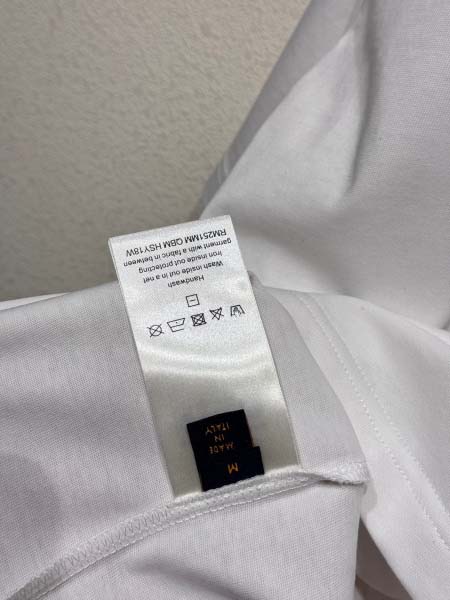 M
MADE
IN
ITALY
Handwash
Wash inside out in a net
Iron inside out protecting
garment with a fabric in between
RM251MM QBM HSY18W